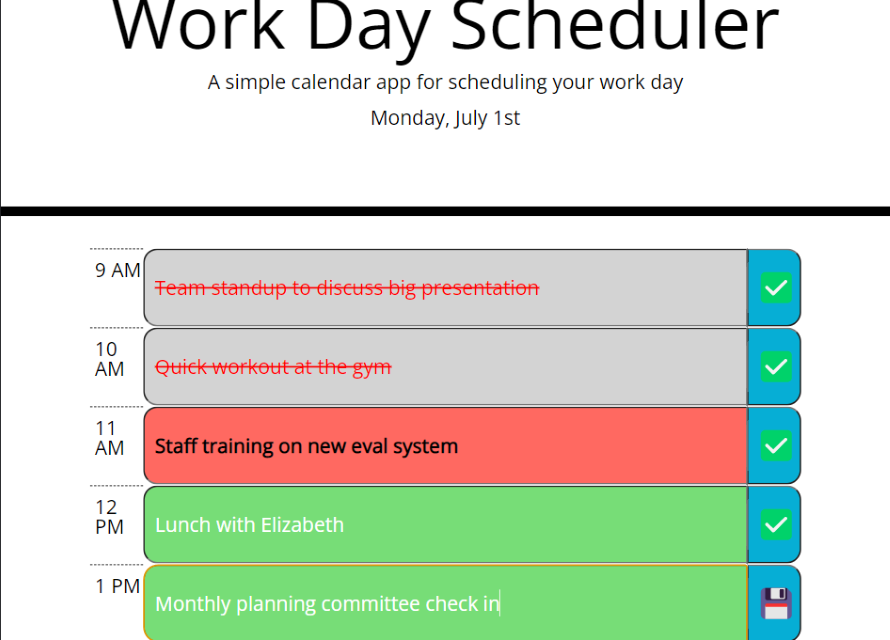 Work Day Scheduler
A simple calendar app for scheduling your work day
Monday, July 1st
9 AM
Team standup to discuss big presentation
10
AM
Quick workout at the gym
11
AM
Staff training on new eval system
12
PM
Lunch with Elizabeth
1 PM
Monthly planning committee check in